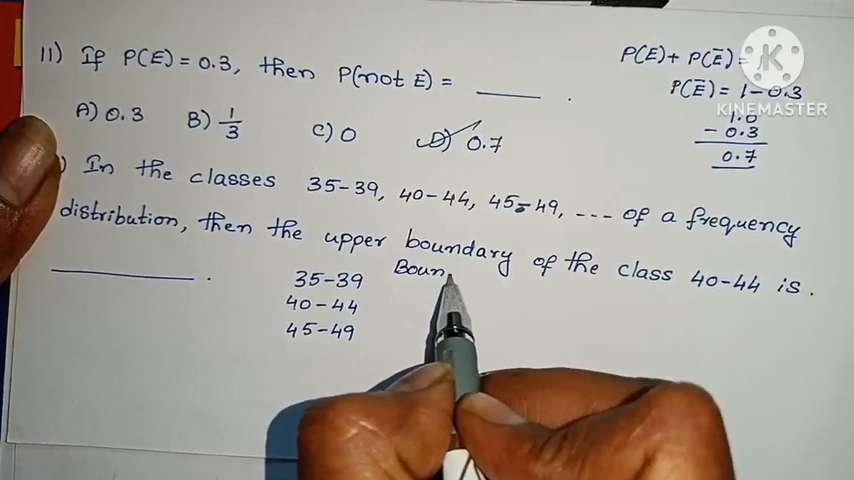 11) If P(E) = 0.3, then P(not E) = ______ .
A) 0.3 B) 1/3 C) 0 D) 0.7
P(E) + P(Ē) =
P(Ē) = 1 - 0.3
1.0
- 0.3
0.7
K
KINEMASTER
) In the classes 35-39, 40-44, 45-49, --- of a frequency
distribution, then the upper boundary of the class 40-44 is.
______ .
35-39
40-44
45-49
Boun